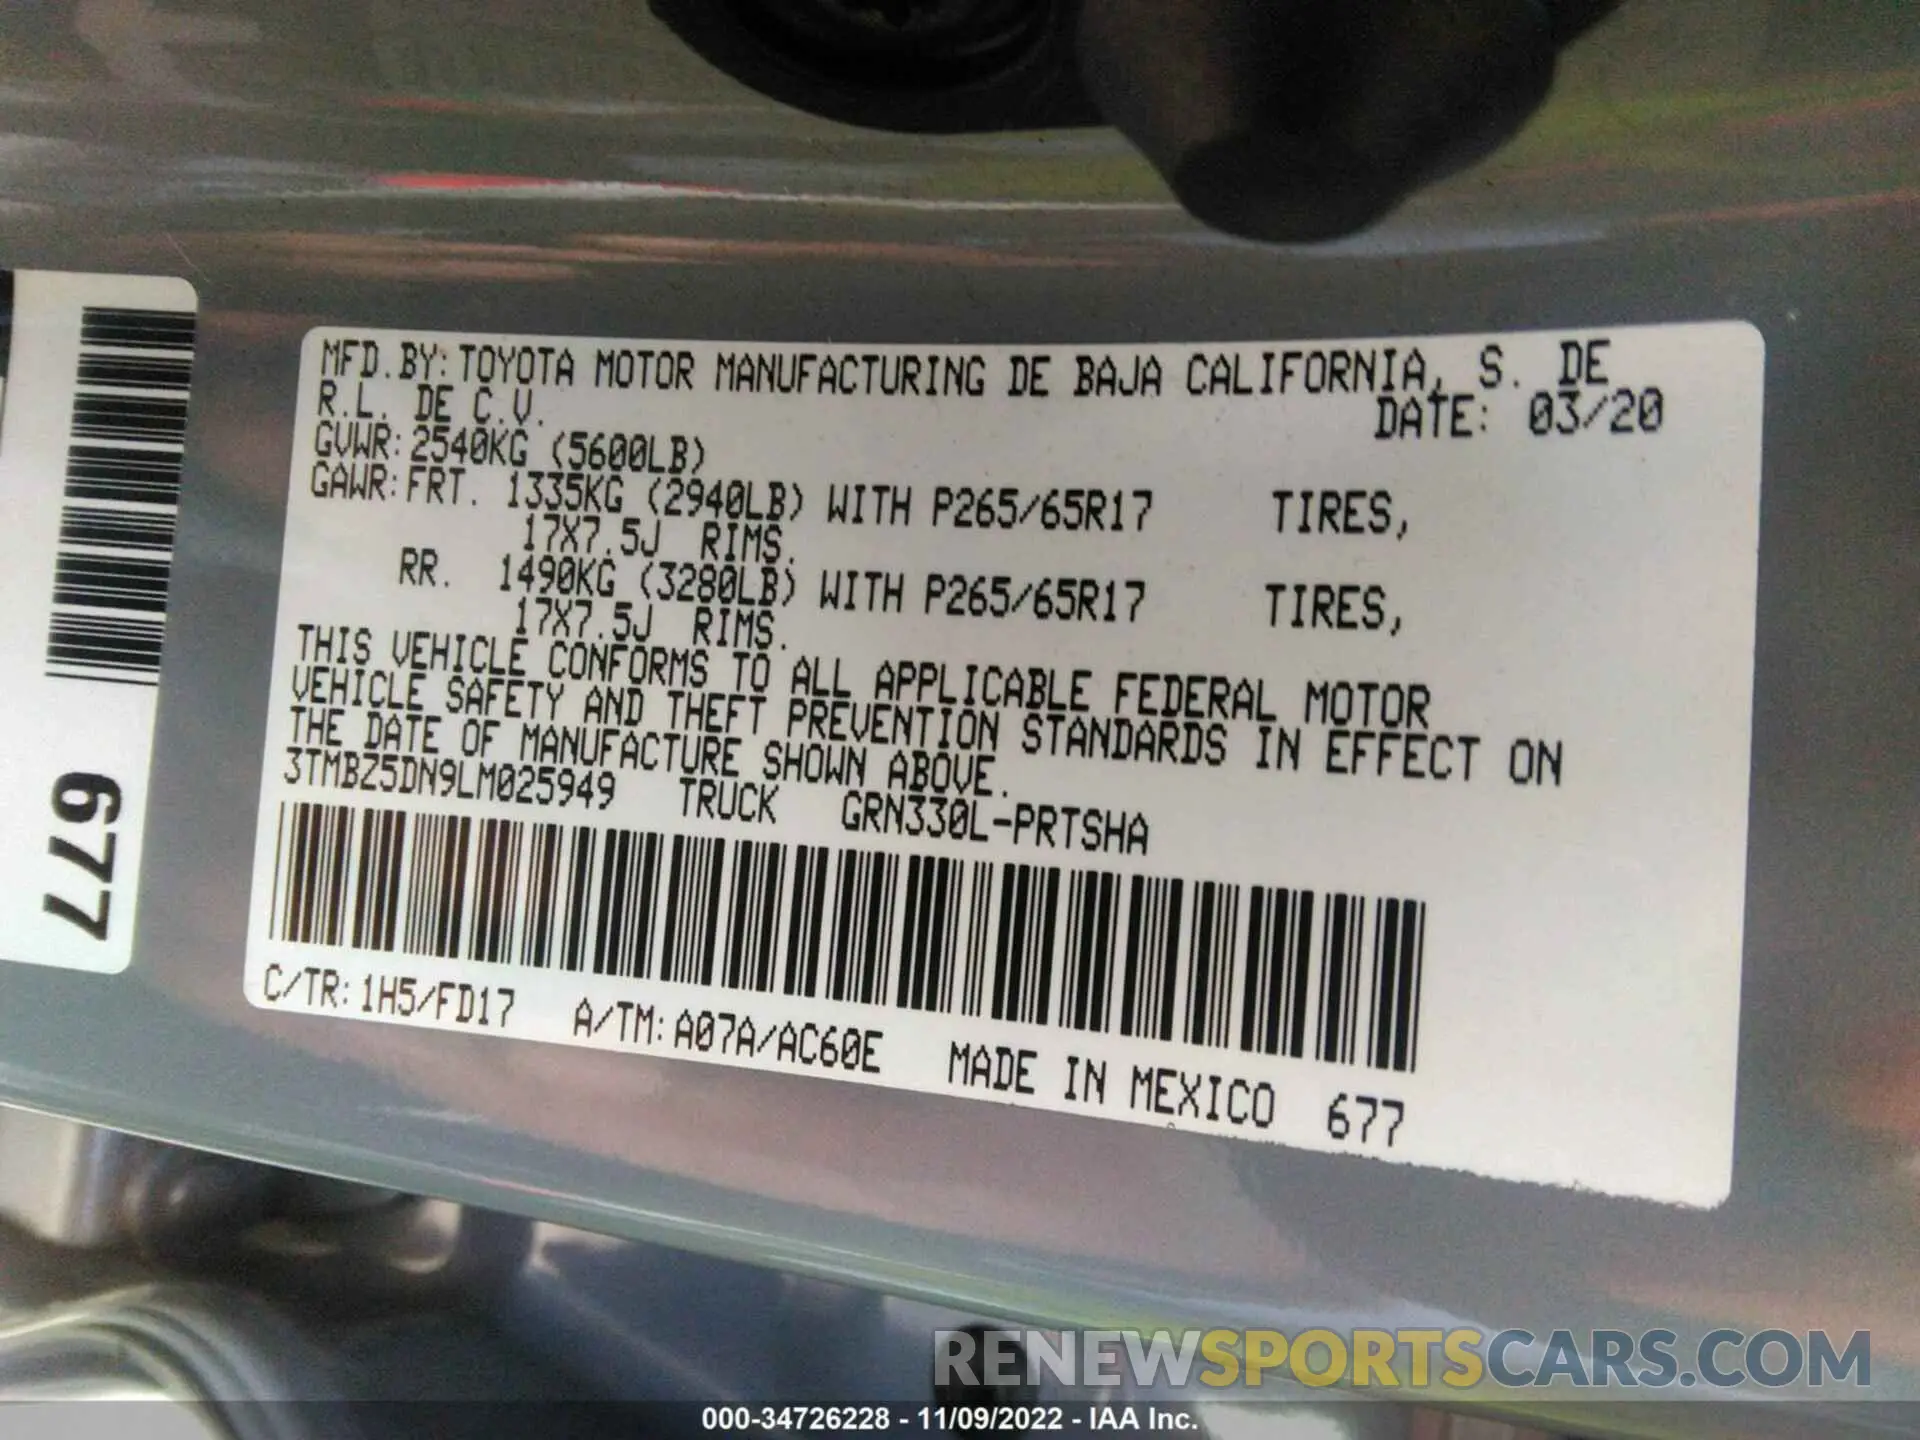 MFD.BY: TOYOTA MOTOR MANUFACTURING DE BAJA CALIFORNIA, S. DE
R.L. DE C.V.
DATE: 03/20
GVWR: 2540KG (5600LB)
GAWR: FRT. 1335KG (2940LB) WITH P265/65R17 TIRES,
17X7.5J RIMS.
RR. 1490KG (3280LB) WITH P265/65R17 TIRES,
17X7.5J RIMS.
THIS VEHICLE CONFORMS TO ALL APPLICABLE FEDERAL MOTOR
VEHICLE SAFETY AND THEFT PREVENTION STANDARDS IN EFFECT ON
THE DATE OF MANUFACTURE SHOWN ABOVE.
3TMBZ5DN9LM025949 TRUCK GRN330L-PRTSHA
C/TR: 1H5/FD17 A/TM: A07A/AC60E MADE IN MEXICO 677
677
RENEWSPORTSCARS.COM
000-34726228 - 11/09/2022 - IAA Inc.